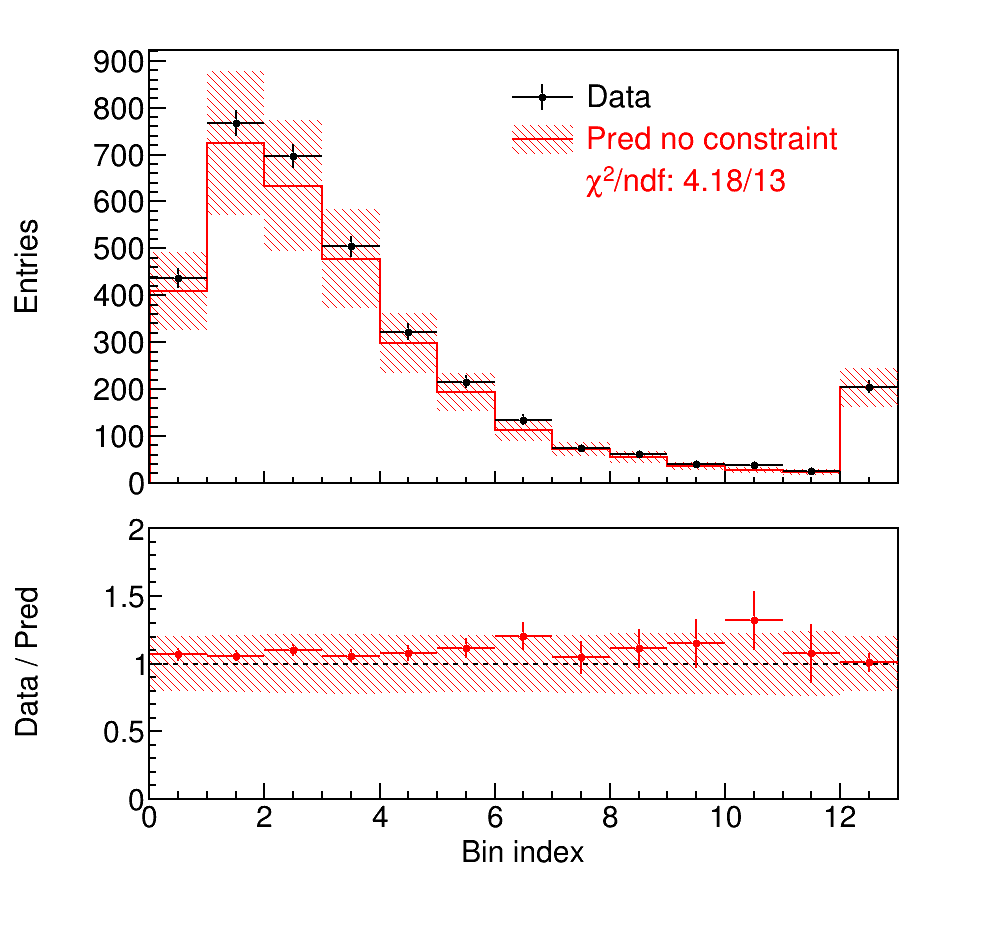 900
800
700
600
500
400
300
200
100
0
Entries
Data
Pred no constraint
χ²/ndf: 4.18/13
2
1.5
1
0.5
0
Data / Pred
0 2 4 6 8 10 12
Bin index